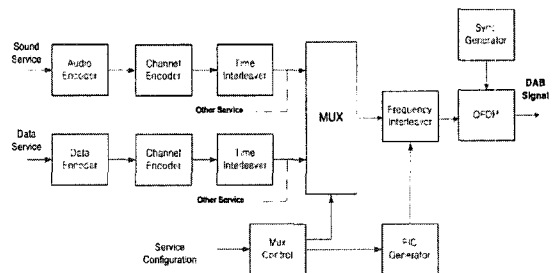 Sound
Service
Audio
Encoder
Channel
Encoder
Time
Interleaver
Other Service
MUX
Sync
Generator
DAB
Signal
Frequency
Interleaver
OFDM
Data
Service
Data
Encoder
Channel
Encoder
Time
Interleaver
Other Service
Service
Configuration
Mux
Control
FIC
Generator